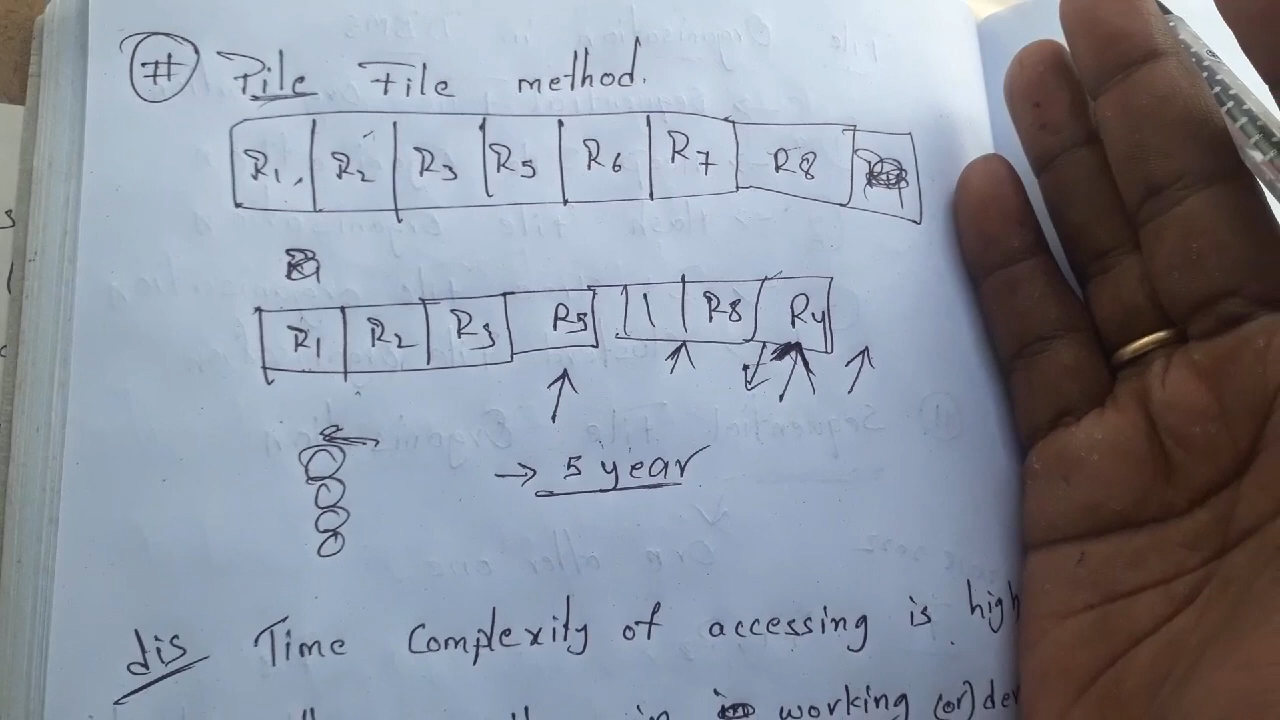 # Pile File method.
R1, R2 R3 R5 R6 R7 R8
R1 R2 R3 R5 R8 R4
→ 5 year
dis Time Complexity of accessing is high
in working (or)